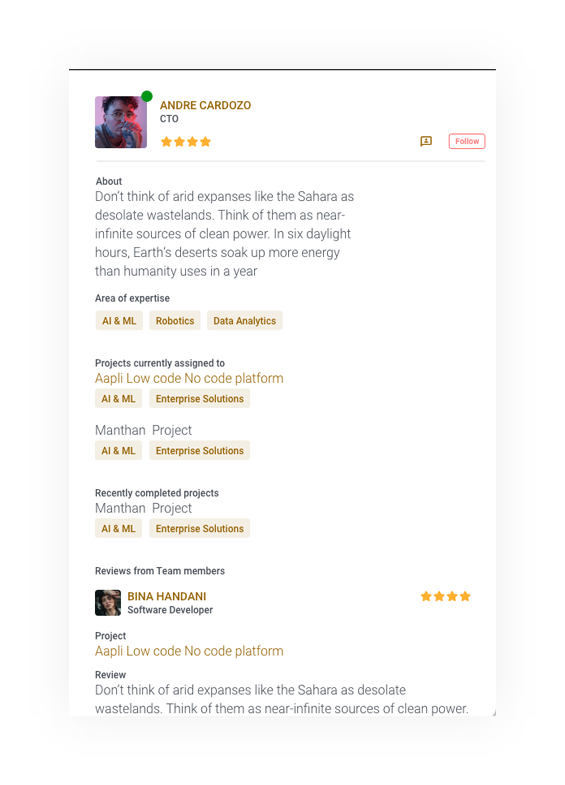 ANDRE CARDOZO
CTO
Follow
About
Don’t think of arid expanses like the Sahara as
desolate wastelands. Think of them as near-
infinite sources of clean power. In six daylight
hours, Earth’s deserts soak up more energy
than humanity uses in a year
Area of expertise
AI & ML Robotics Data Analytics
Projects currently assigned to
Aapli Low code No code platform
AI & ML Enterprise Solutions
Manthan Project
AI & ML Enterprise Solutions
Recently completed projects
Manthan Project
AI & ML Enterprise Solutions
Reviews from Team members
BINA HANDANI
Software Developer
Project
Aapli Low code No code platform
Review
Don’t think of arid expanses like the Sahara as desolate
wastelands. Think of them as near-infinite sources of clean power.